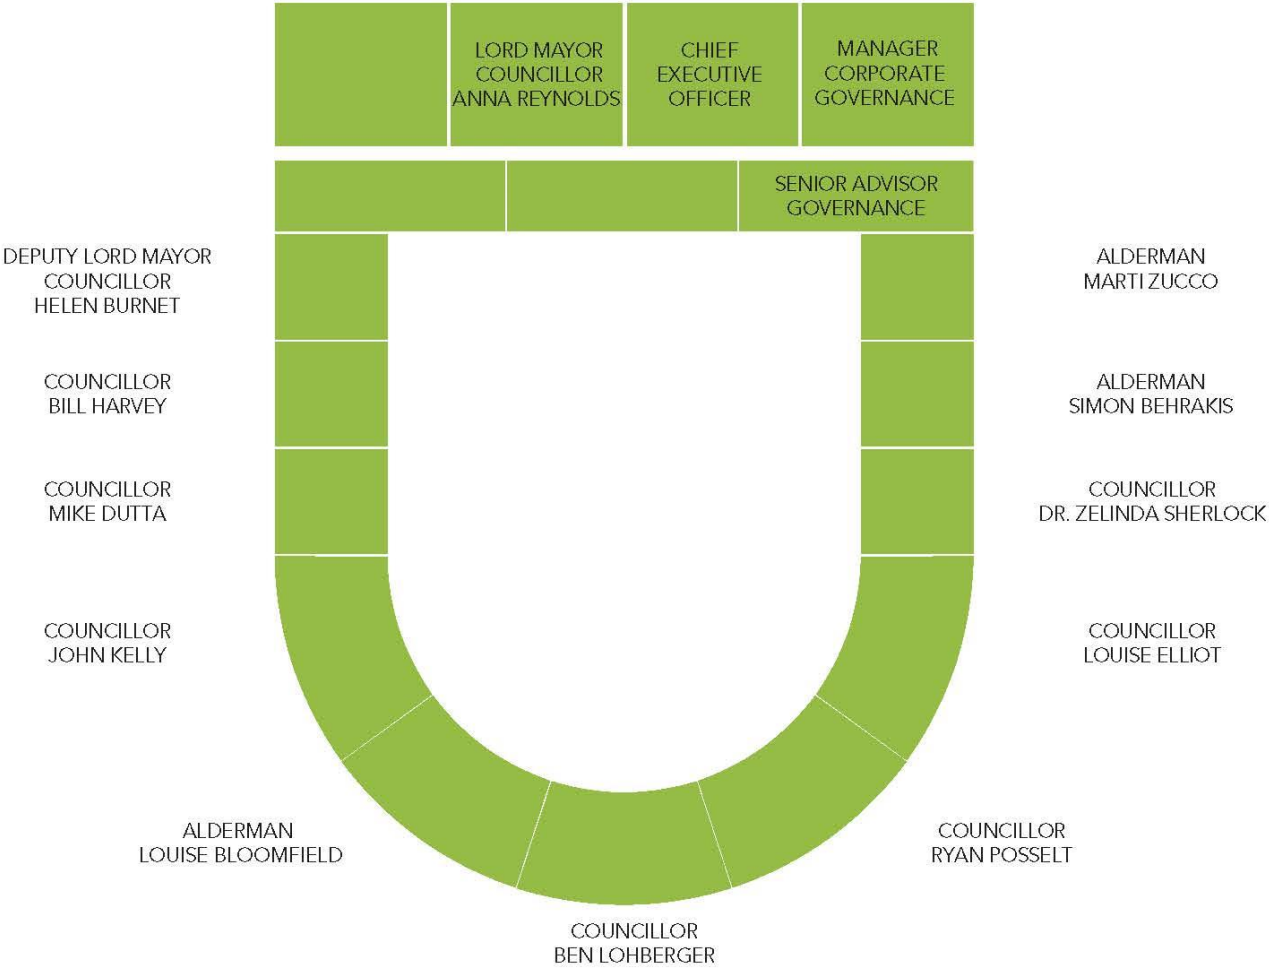 LORD MAYOR
COUNCILLOR
ANNA REYNOLDS
CHIEF
EXECUTIVE
OFFICER
MANAGER
CORPORATE
GOVERNANCE
SENIOR ADVISOR
GOVERNANCE
DEPUTY LORD MAYOR
COUNCILLOR
HELEN BURNET
ALDERMAN
MARTI ZUCCO
COUNCILLOR
BILL HARVEY
ALDERMAN
SIMON BEHRAKIS
COUNCILLOR
MIKE DUTTA
COUNCILLOR
DR. ZELINDA SHERLOCK
COUNCILLOR
JOHN KELLY
COUNCILLOR
LOUISE ELLIOT
ALDERMAN
LOUISE BLOOMFIELD
COUNCILLOR
RYAN POSSELT
COUNCILLOR
BEN LOHBERGER